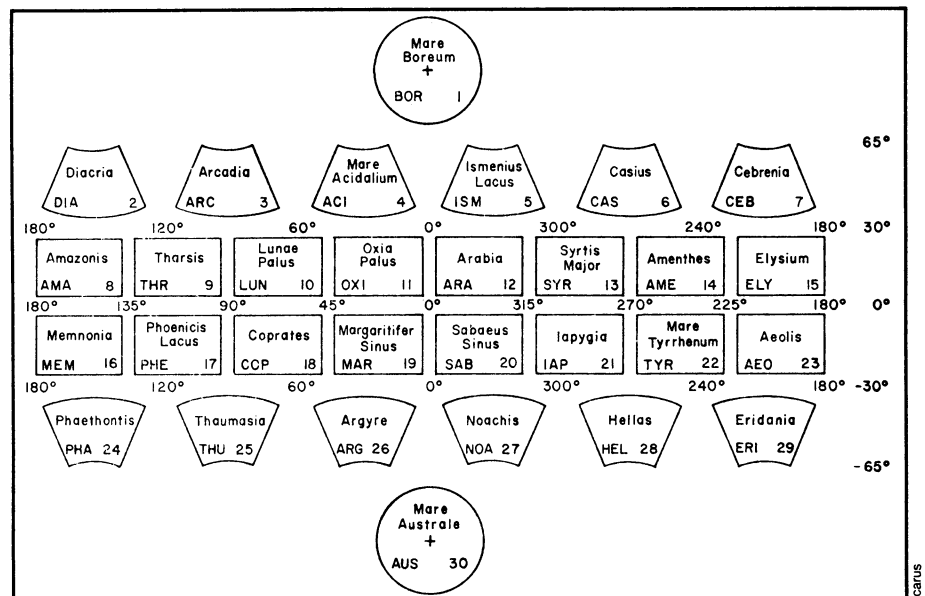 Mare
Boreum
+
BOR 1
65°
Diacria
DIA 2
Arcadia
ARC 3
Mare
Acidalium
ACI 4
Ismenius
Lacus
ISM 5
Casius
CAS 6
Cebrenia
CEB 7
180° 120° 60° 0° 300° 240° 180° 30°
Amazonis
AMA 8
Tharsis
THR 9
Lunae
Palus
LUN 10
Oxia
Palus
OXI 11
Arabia
ARA 12
Syrtis
Major
SYR 13
Amenthe
AME 14
Elysium
ELY 15
180° 135° 90° 45° 0° 315° 270° 225° 180° 0°
Memnonia
MEM 16
Phoenicis
Lacus
PHE 17
Coprates
COP 18
Margaritifer
Sinus
MAR 19
Sabaeus
Sinus
SAB 20
Iapygia
IAP 21
Mare
Tyrrhenum
TYR 22
Aeolis
AEO 23
180° 120° 60° 0° 300° 240° 180° -30°
Phaethontis
PHA 24
Thaumasia
THU 25
Argyre
ARG 26
Noachis
NOA 27
Hellas
HEL 28
Eridania
ERI 29
-65°
Mare
Australe
+
AUS 30
carus